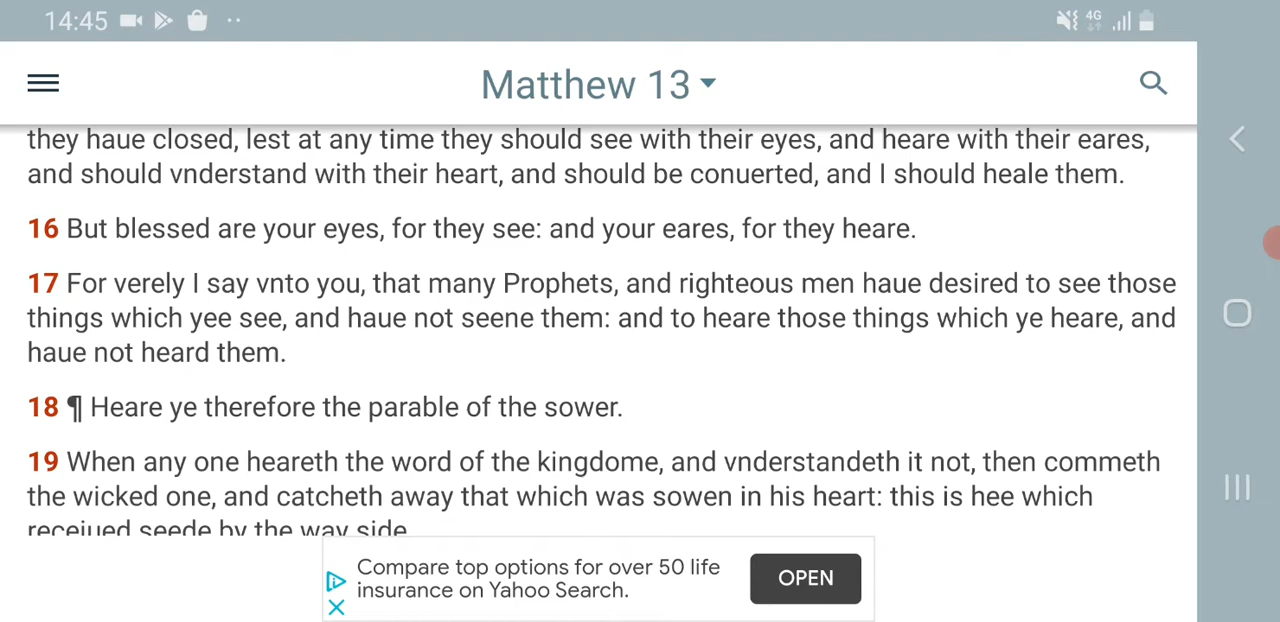 14:45
4G
Matthew 13
they haue closed, lest at any time they should see with their eyes, and heare with their eares,
and should vnderstand with their heart, and should be conuerted, and I should heale them.
16 But blessed are your eyes, for they see: and your eares, for they heare.
17 For verely I say vnto you, that many Prophets, and righteous men haue desired to see those
things which yee see, and haue not seene them: and to heare those things which ye heare, and
haue not heard them.
18 ¶ Heare ye therefore the parable of the sower.
19 When any one heareth the word of the kingdome, and vnderstandeth it not, then commeth
the wicked one, and catcheth away that which was sowen in his heart: this is hee which
receiued seede by the way side
Compare top options for over 50 life
insurance on Yahoo Search.
OPEN